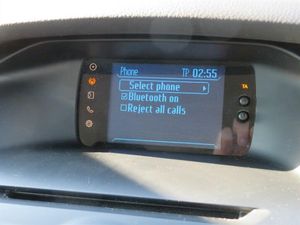 Phone TP 02:55
Select phone
Bluetooth on
Reject all calls
TA